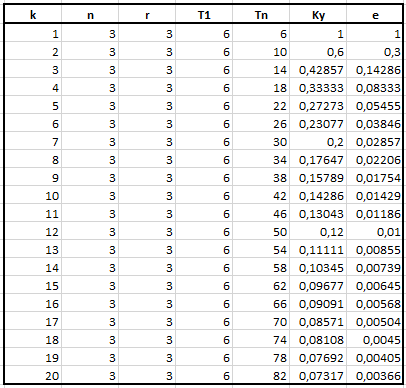 k n r T1 Tn Ky e
1 3 3 6 6 1 1
2 3 3 6 10 0,6 0,3
3 3 3 6 14 0,42857 0,14286
4 3 3 6 18 0,33333 0,08333
5 3 3 6 22 0,27273 0,05455
6 3 3 6 26 0,23077 0,03846
7 3 3 6 30 0,2 0,02857
8 3 3 6 34 0,17647 0,02206
9 3 3 6 38 0,15789 0,01754
10 3 3 6 42 0,14286 0,01429
11 3 3 6 46 0,13043 0,01186
12 3 3 6 50 0,12 0,01
13 3 3 6 54 0,11111 0,00855
14 3 3 6 58 0,10345 0,00739
15 3 3 6 62 0,09677 0,00645
16 3 3 6 66 0,09091 0,00568
17 3 3 6 70 0,08571 0,00504
18 3 3 6 74 0,08108 0,0045
19 3 3 6 78 0,07692 0,00405
20 3 3 6 82 0,07317 0,00366